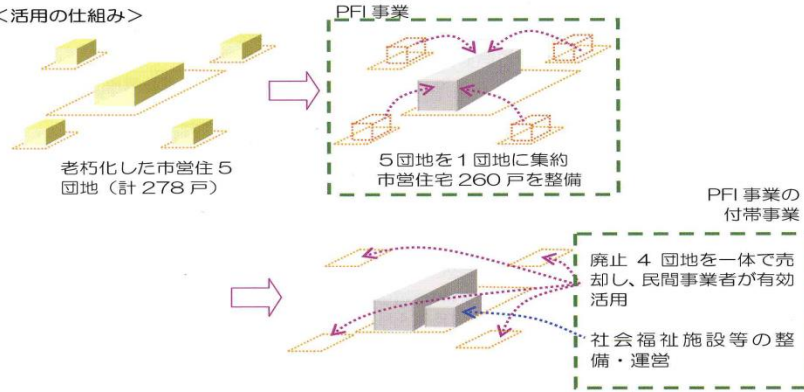 <活用の仕組み>
PFI事業
老朽化した市営住5
団地（計278戸）
5団地を1団地に集約
市営住宅260戸を整備
PFI事業の
付帯事業
廃止 4 団地を一体で売
却し、民間事業者が有効
活用
社会福祉施設等の整
備・運営